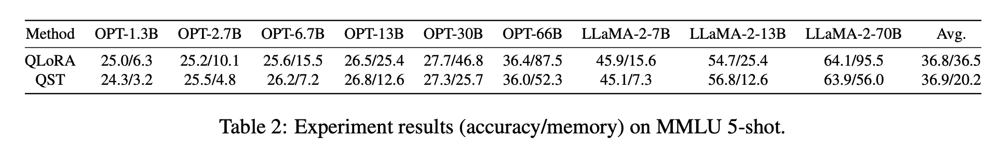 Method OPT-1.3B OPT-2.7B OPT-6.7B OPT-13B OPT-30B OPT-66B LLaMA-2-7B LLaMA-2-13B LLaMA-2-70B Avg.
QLoRA 25.0/6.3 25.2/10.1 25.6/15.5 26.5/25.4 27.7/46.8 36.4/87.5 45.9/15.6 54.7/25.4 64.1/95.5 36.8/36.5
QST 24.3/3.2 25.5/4.8 26.2/7.2 26.8/12.6 27.3/25.7 36.0/52.3 45.1/7.3 56.8/12.6 63.9/56.0 36.9/20.2
Table 2: Experiment results (accuracy/memory) on MMLU 5-shot.